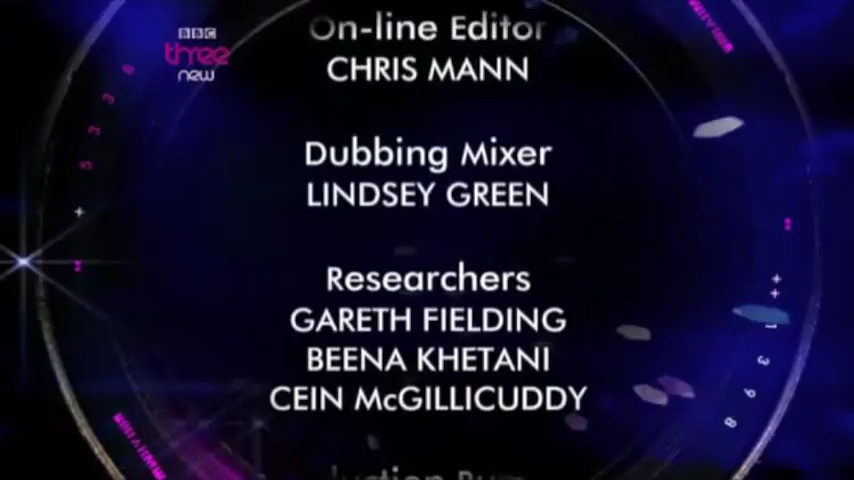 On-line Editor
BBC
three
new
CHRIS MANN
Dubbing Mixer
LINDSEY GREEN
Researchers
GARETH FIELDING
BEENA KHETANI
CEIN McGILLICUDDY